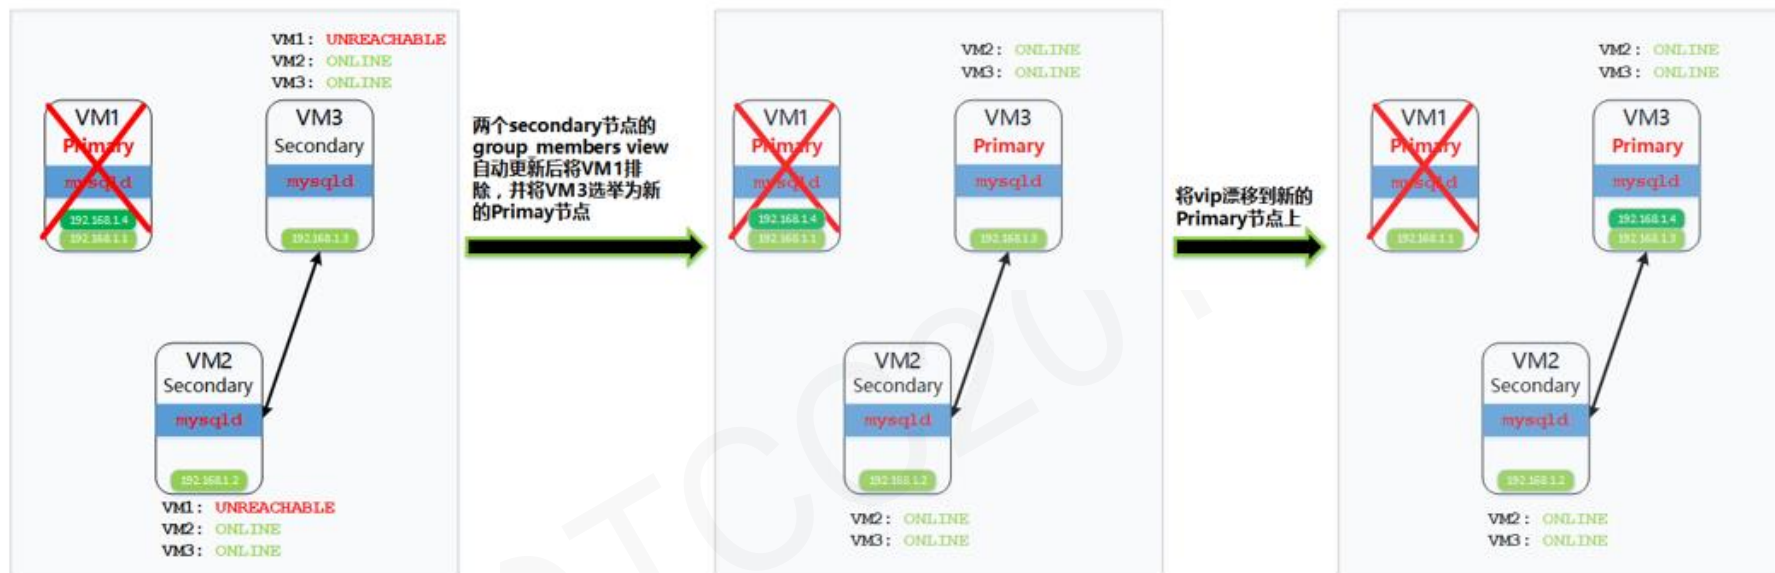 VM1: UNREACHABLE
VM2: ONLINE
VM3: ONLINE
VM1
Primary
mysqld
192.168.1.4
192.168.1.1
VM3
Secondary
mysqld
192.168.1.3
VM2
Secondary
mysqld
192.168.1.2
VM1: UNREACHABLE
VM2: ONLINE
VM3: ONLINE
两个secondary节点的
group_members view
自动更新后将VM1排
除，并将VM3选举为新
的Primay节点
VM2: ONLINE
VM3: ONLINE
VM1
Primary
mysqld
192.168.1.4
192.168.1.1
VM3
Primary
mysqld
192.168.1.3
VM2
Secondary
mysqld
192.168.1.2
VM2: ONLINE
VM3: ONLINE
将vip漂移到新的
Primary节点上
VM2: ONLINE
VM3: ONLINE
VM1
Primary
mysqld
192.168.1.1
VM3
Primary
mysqld
192.168.1.4
192.168.1.3
VM2
Secondary
mysqld
192.168.1.2
VM2: ONLINE
VM3: ONLINE